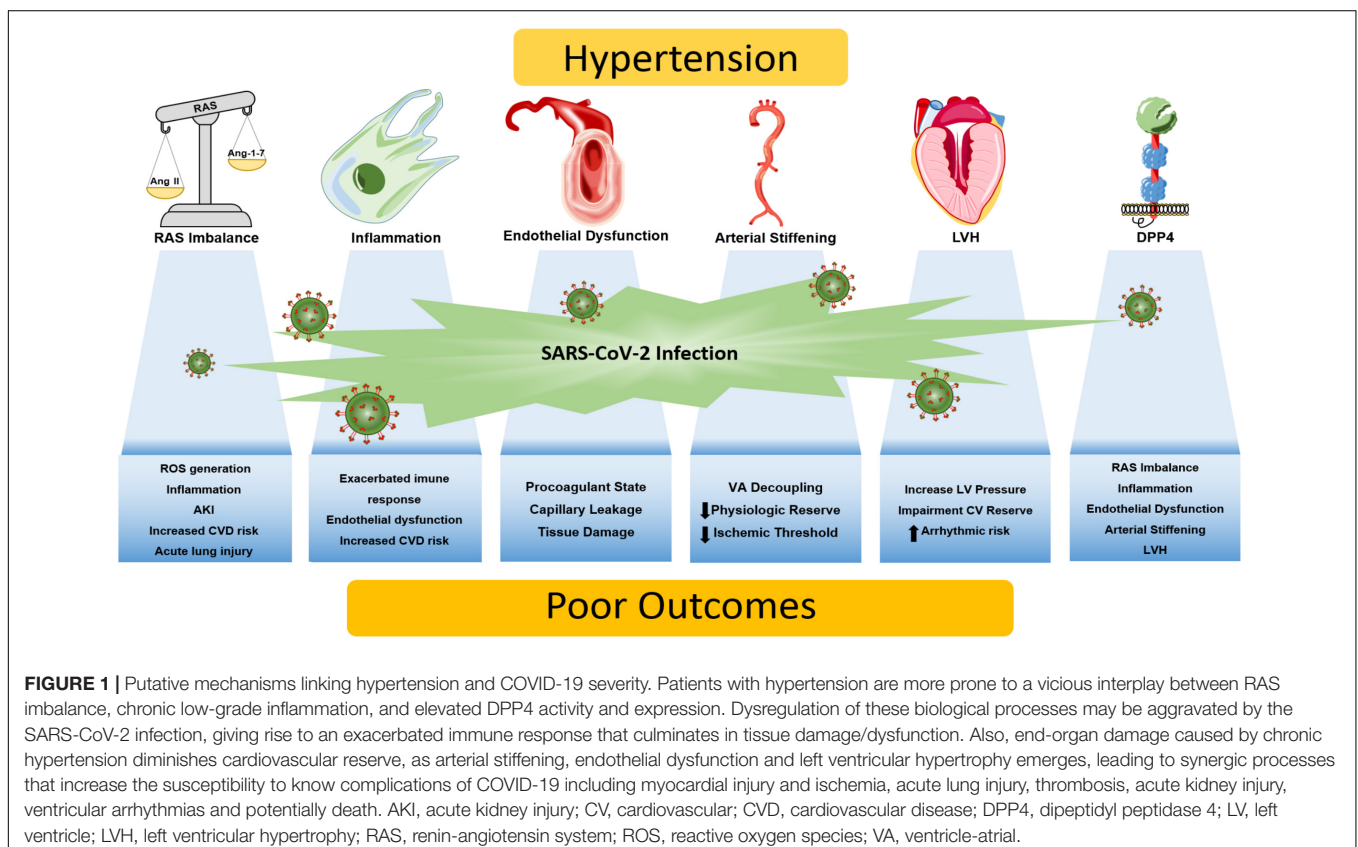 Hypertension
RAS
Ang II
Ang-1-7
RAS Imbalance
Inflammation
Endothelial Dysfunction
Arterial Stiffening
LVH
DPP4
SARS-CoV-2 Infection
ROS generation
Inflammation
AKI
Increased CVD risk
Acute lung injury
Exacerbated imune
response
Endothelial dysfunction
Increased CVD risk
Procoagulant State
Capillary Leakage
Tissue Damage
VA Decoupling
⬇Physiologic Reserve
⬇Ischemic Threshold
Increase LV Pressure
Impairment CV Reserve
⬆Arrhythmic risk
RAS Imbalance
Inflammation
Endothelial Dysfunction
Arterial Stiffening
LVH
Poor Outcomes
FIGURE 1 | Putative mechanisms linking hypertension and COVID-19 severity. Patients with hypertension are more prone to a vicious interplay between RAS
imbalance, chronic low-grade inflammation, and elevated DPP4 activity and expression. Dysregulation of these biological processes may be aggravated by the
SARS-CoV-2 infection, giving rise to an exacerbated immune response that culminates in tissue damage/dysfunction. Also, end-organ damage caused by chronic
hypertension diminishes cardiovascular reserve, as arterial stiffening, endothelial dysfunction and left ventricular hypertrophy emerges, leading to synergic processes
that increase the susceptibility to know complications of COVID-19 including myocardial injury and ischemia, acute lung injury, thrombosis, acute kidney injury,
ventricular arrhythmias and potentially death. AKI, acute kidney injury; CV, cardiovascular; CVD, cardiovascular disease; DPP4, dipeptidyl peptidase 4; LV, left
ventricle; LVH, left ventricular hypertrophy; RAS, renin-angiotensin system; ROS, reactive oxygen species; VA, ventricle-atrial.